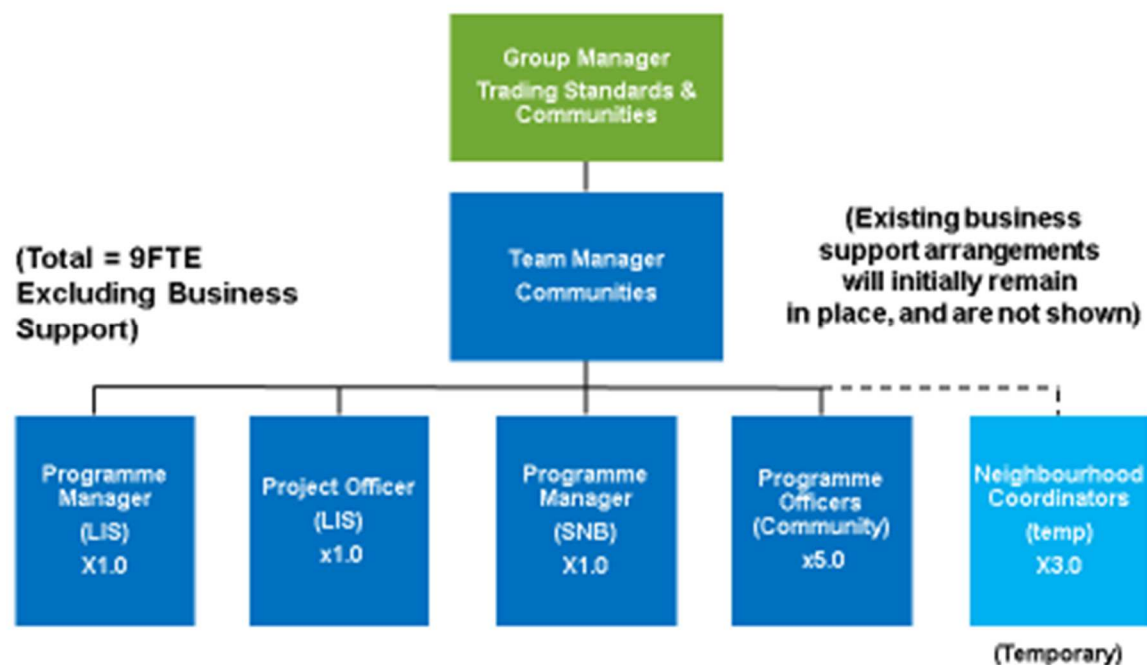 Group Manager
Trading Standards &
Communities
(Total = 9FTE
Excluding Business
Support)
Team Manager
Communities
(Existing business
support arrangements
will initially remain
in place, and are not shown)
Programme
Manager
(LIS)
X1.0
Project Officer
(LIS)
x1.0
Programme
Manager
(SNB)
X1.0
Programme
Officers
(Community)
x5.0
Neighbourhood
Coordinators
(temp)
X3.0
(Temporary)